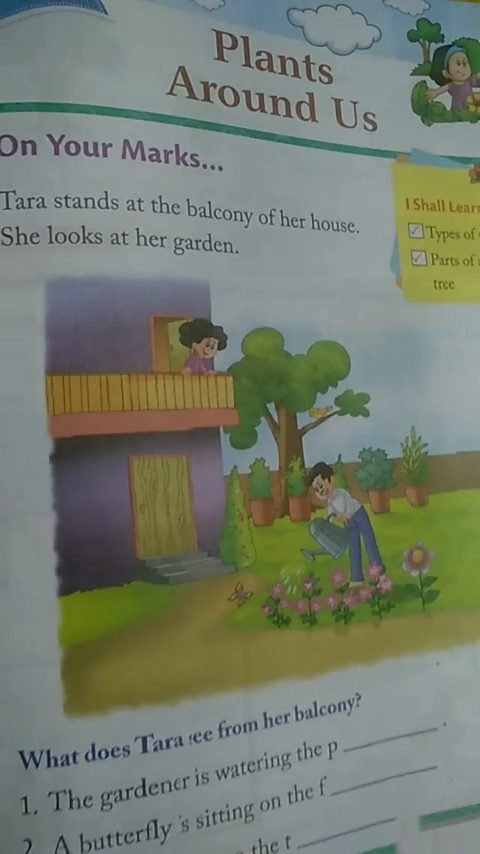 Plants
Around Us
On Your Marks...
Tara stands at the balcony of her house.
She looks at her garden.
I Shall Lear
Types of
Parts of a
tree
What does Tara see from her balcony?
1. The gardener is watering the p
2. A butterfly is sitting on the f
the t